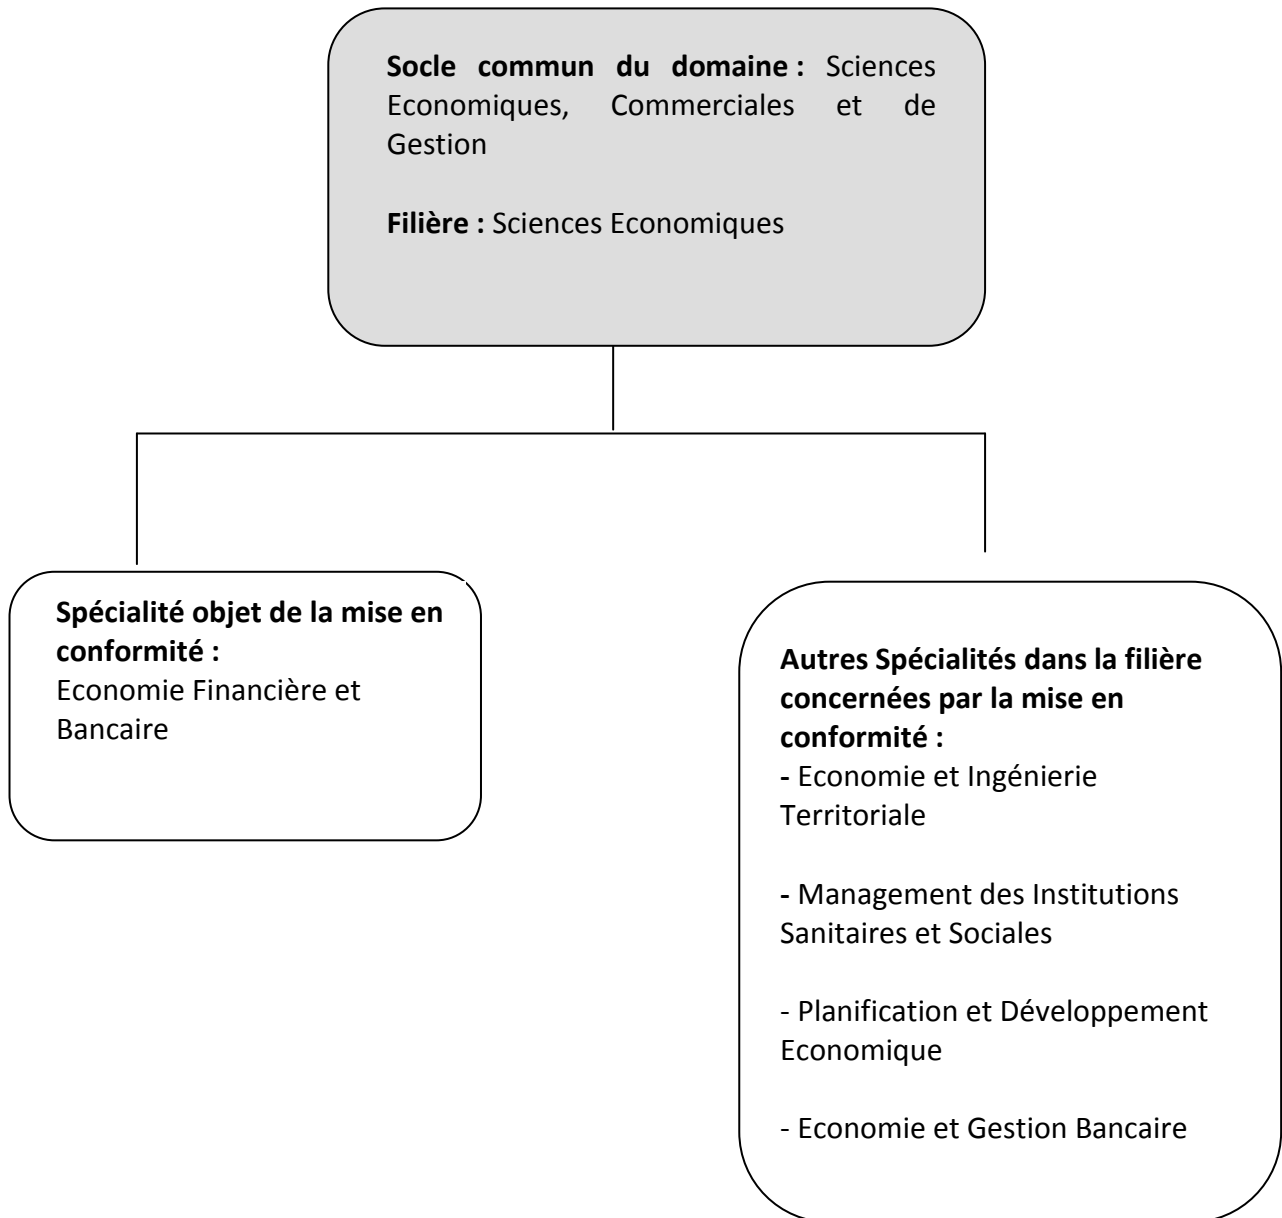 Socle commun du domaine : Sciences
Economiques, Commerciales et de
Gestion
Filière : Sciences Economiques
Spécialité objet de la mise en
conformité :
Economie Financière et
Bancaire
Autres Spécialités dans la filière
concernées par la mise en
conformité :
- Economie et Ingénierie
Territoriale
- Management des Institutions
Sanitaires et Sociales
- Planification et Développement
Economique
- Economie et Gestion Bancaire